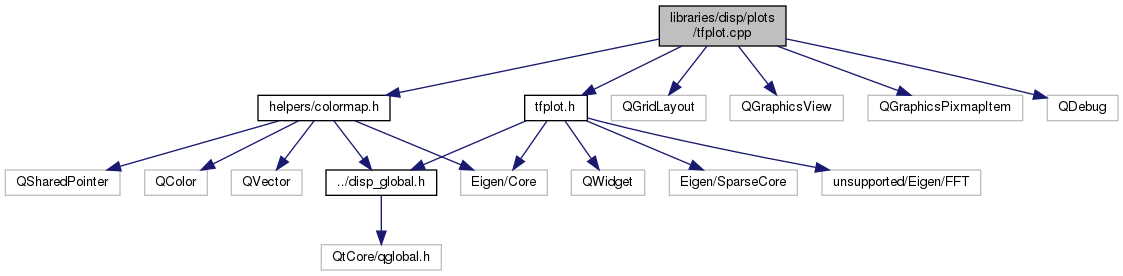 libraries/disp/plots
/tfplot.cpp
helpers/colormap.h
tfplot.h
QGridLayout
QGraphicsView
QGraphicsPixmapItem
QDebug
QSharedPointer
QColor
QVector
../disp_global.h
Eigen/Core
QWidget
Eigen/SparseCore
unsupported/Eigen/FFT
QtCore/qglobal.h